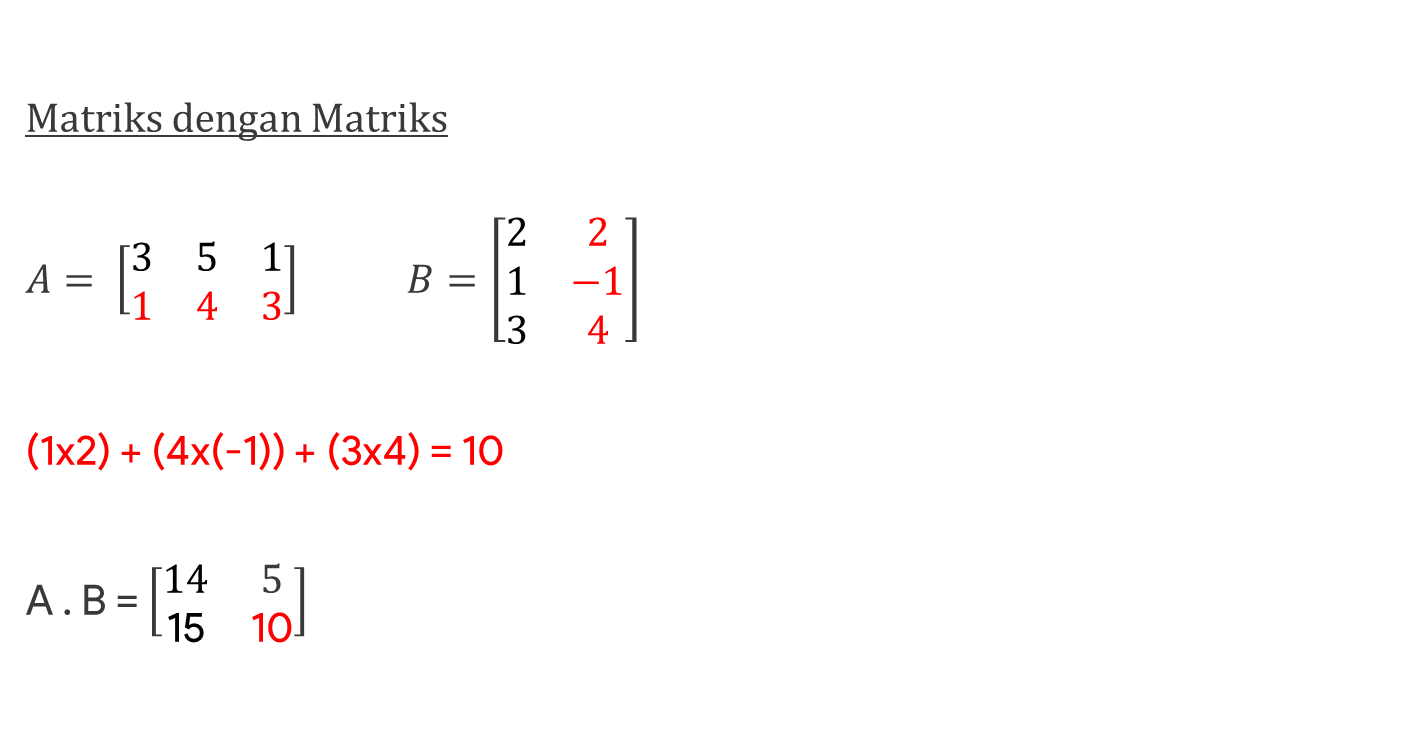 Matriks dengan Matriks
A = [3 5 1] B = [2 2]
[1 4 3] [1 −1]
[3 4]
(1x2) + (4x(-1)) + (3x4) = 10
A . B = [14 5]
[15 10]